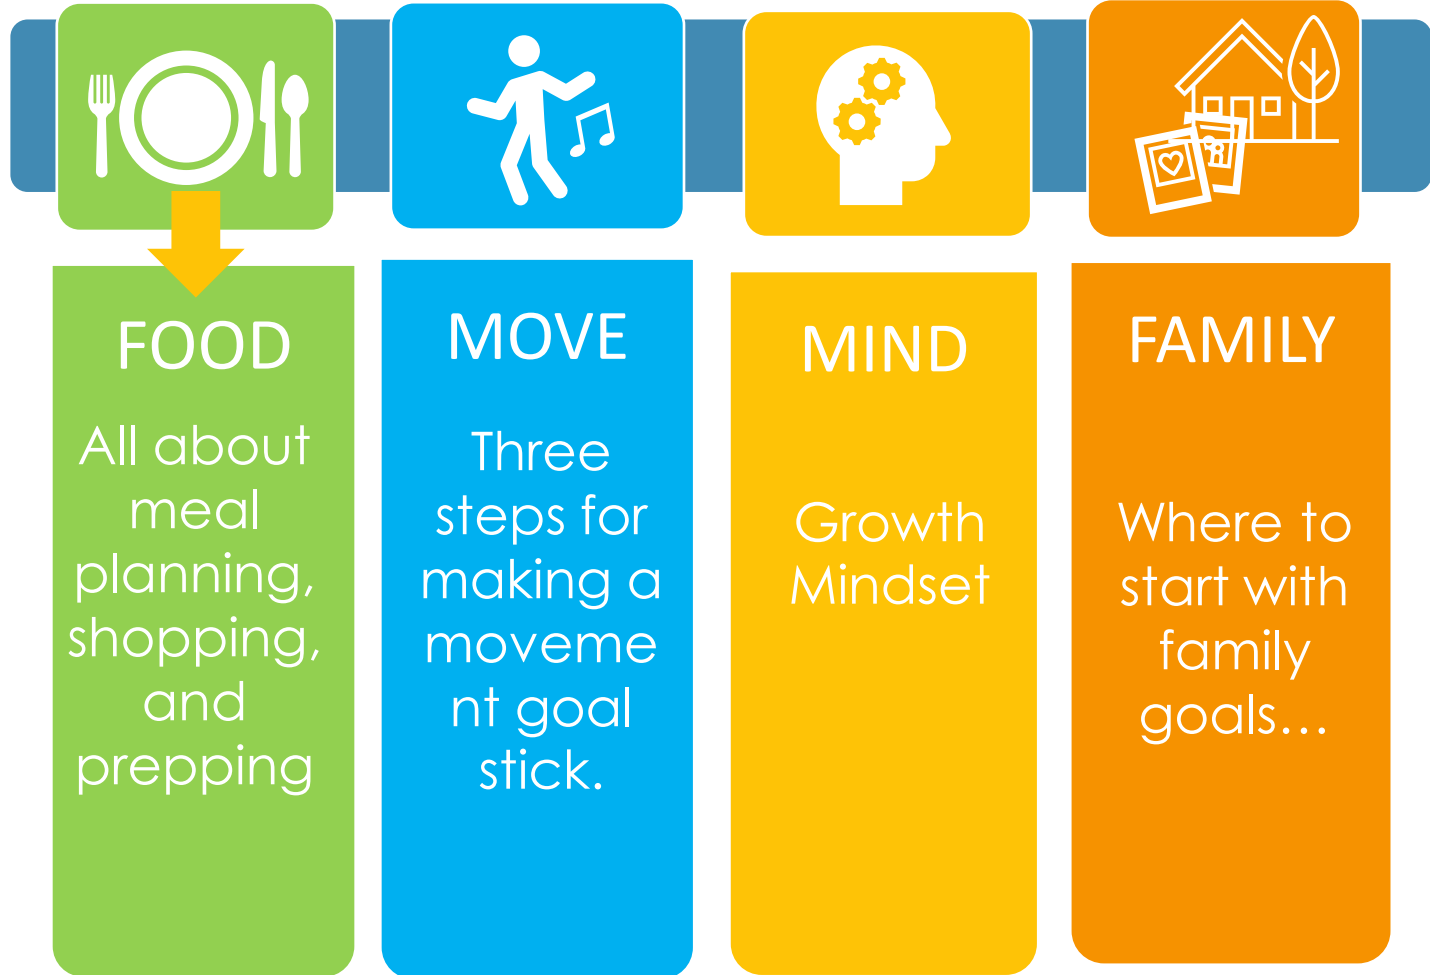 FOOD
All about
meal
planning,
shopping,
and
prepping
MOVE
Three
steps for
making a
moveme
nt goal
stick.
MIND
Growth
Mindset
FAMILY
Where to
start with
family
goals…